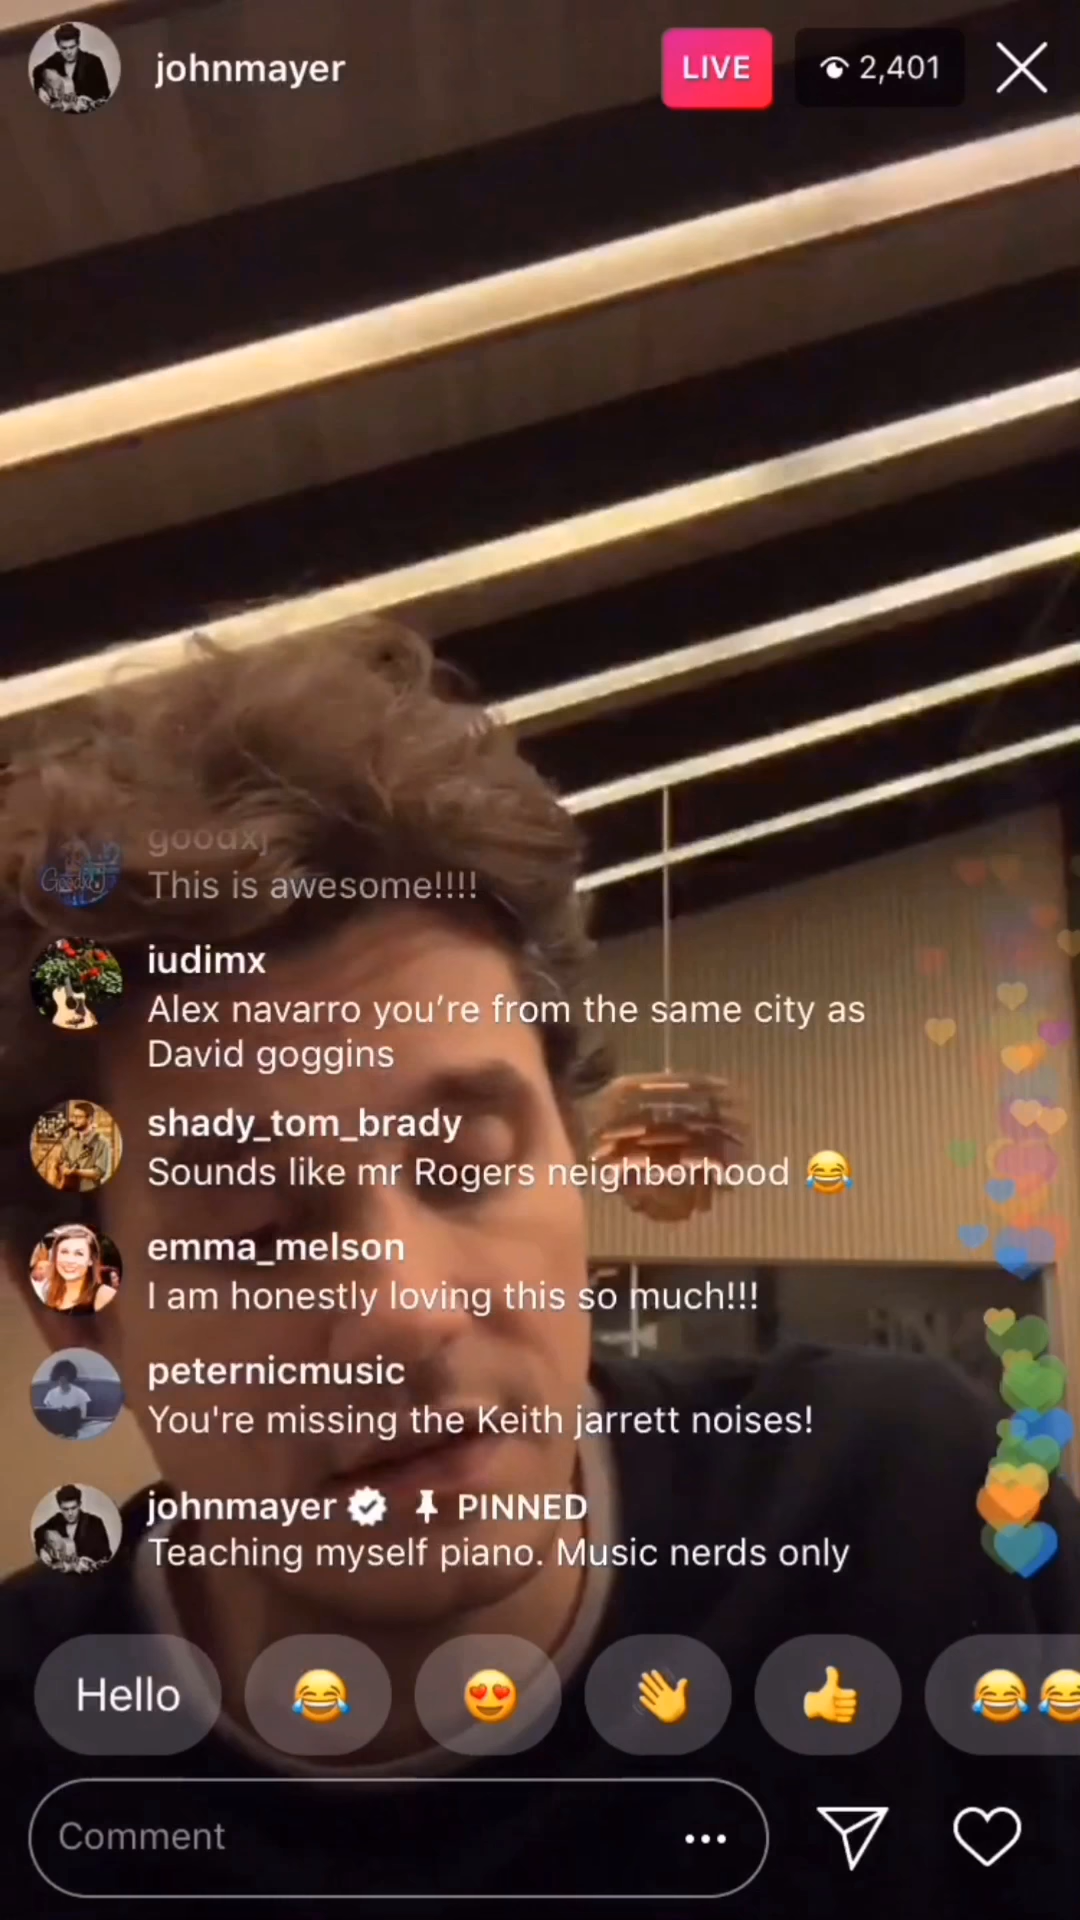 johnmayer
LIVE
2,401
goodxj
This is awesome!!!!
iudimx
Alex navarro you’re from the same city as
David goggins
shady_tom_brady
Sounds like mr Rogers neighborhood 😂
emma_melson
I am honestly loving this so much!!!
peternicmusic
You're missing the Keith jarrett noises!
johnmayer PINNED
Teaching myself piano. Music nerds only
Hello 😂 😍 👋 👍 😂😂
Comment